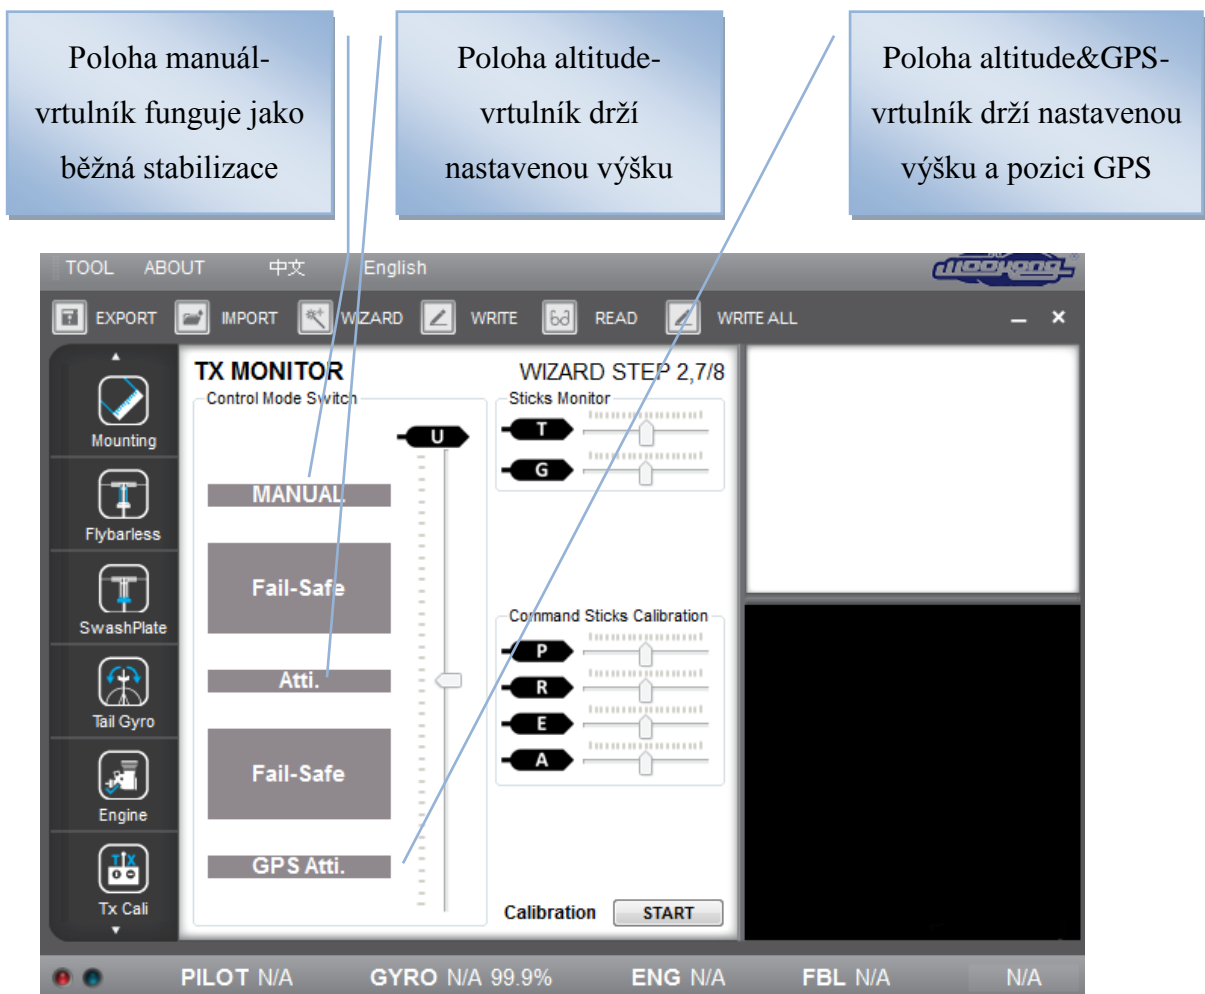 Poloha manuál-
vrtulník funguje jako
běžná stabilizace
Poloha altitude-
vrtulník drží
nastavenou výšku
Poloha altitude&GPS-
vrtulník drží nastavenou
výšku a pozici GPS
TOOL ABOUT 中文 English
EXPORT IMPORT WIZARD WRITE READ WRITE ALL
TX MONITOR
WIZARD STEP 2,7/8
Control Mode Switch
U
MANUAL
Fail-Safe
Atti.
Fail-Safe
GPS Atti.
Sticks Monitor
T
G
Command Sticks Calibration
P
R
E
A
Calibration START
Mounting
Flybarless
SwashPlate
Tail Gyro
Engine
TX
Tx Cali
PILOT N/A GYRO N/A 99.9% ENG N/A FBL N/A N/A